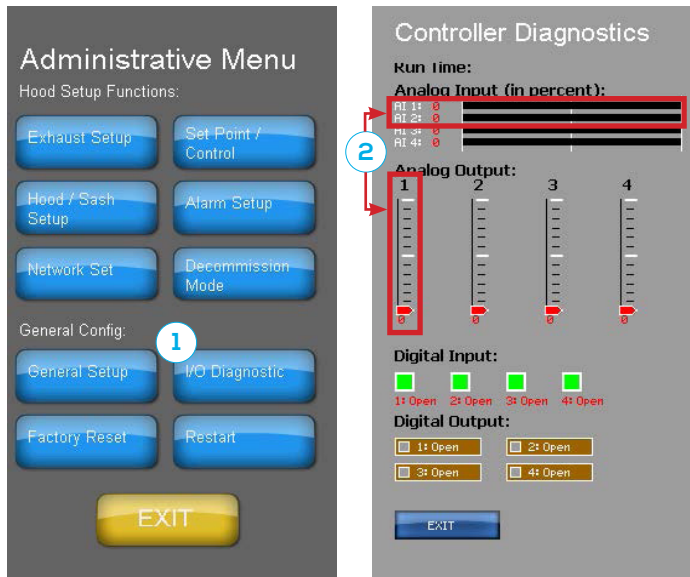 Administrative Menu
Hood Setup Functions:
Exhaust Setup
Set Point /
Control
Hood / Sash
Setup
Alarm Setup
Network Set
Decommission
Mode
General Config:
1
General Setup
I/O Diagnostic
Factory Reset
Restart
EXIT
Controller Diagnostics
Run Time:
Analog Input (in percent):
AI 1: 0
AI 2: 0
AI 3: 0
AI 4: 0
2
Analog Output:
1 2 3 4
0 0 0 0
Digital Input:
1: Open 2: Open 3: Open 4: Open
Digital Output:
1: Open 2: Open
3: Open 4: Open
EXIT